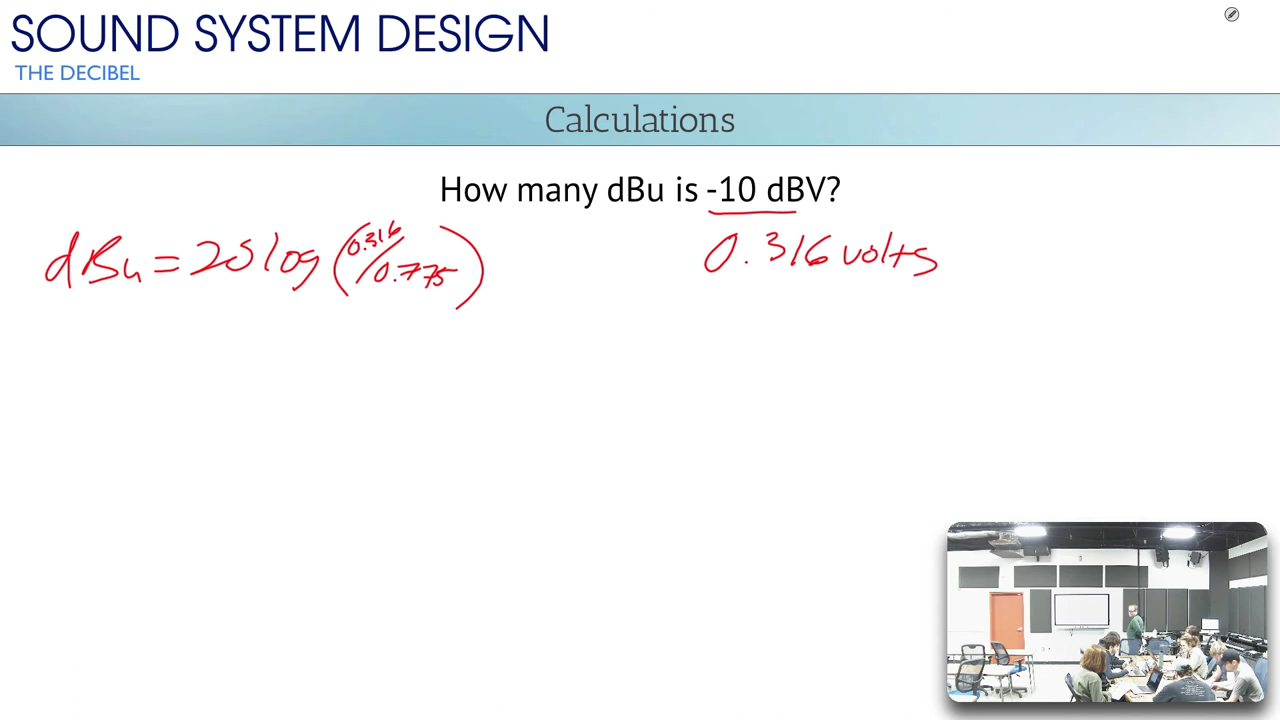 SOUND SYSTEM DESIGN
THE DECIBEL
Calculations
How many dBu is -10 dBV?
dBu = 20 log (0.316/0.775)
0.316 volts